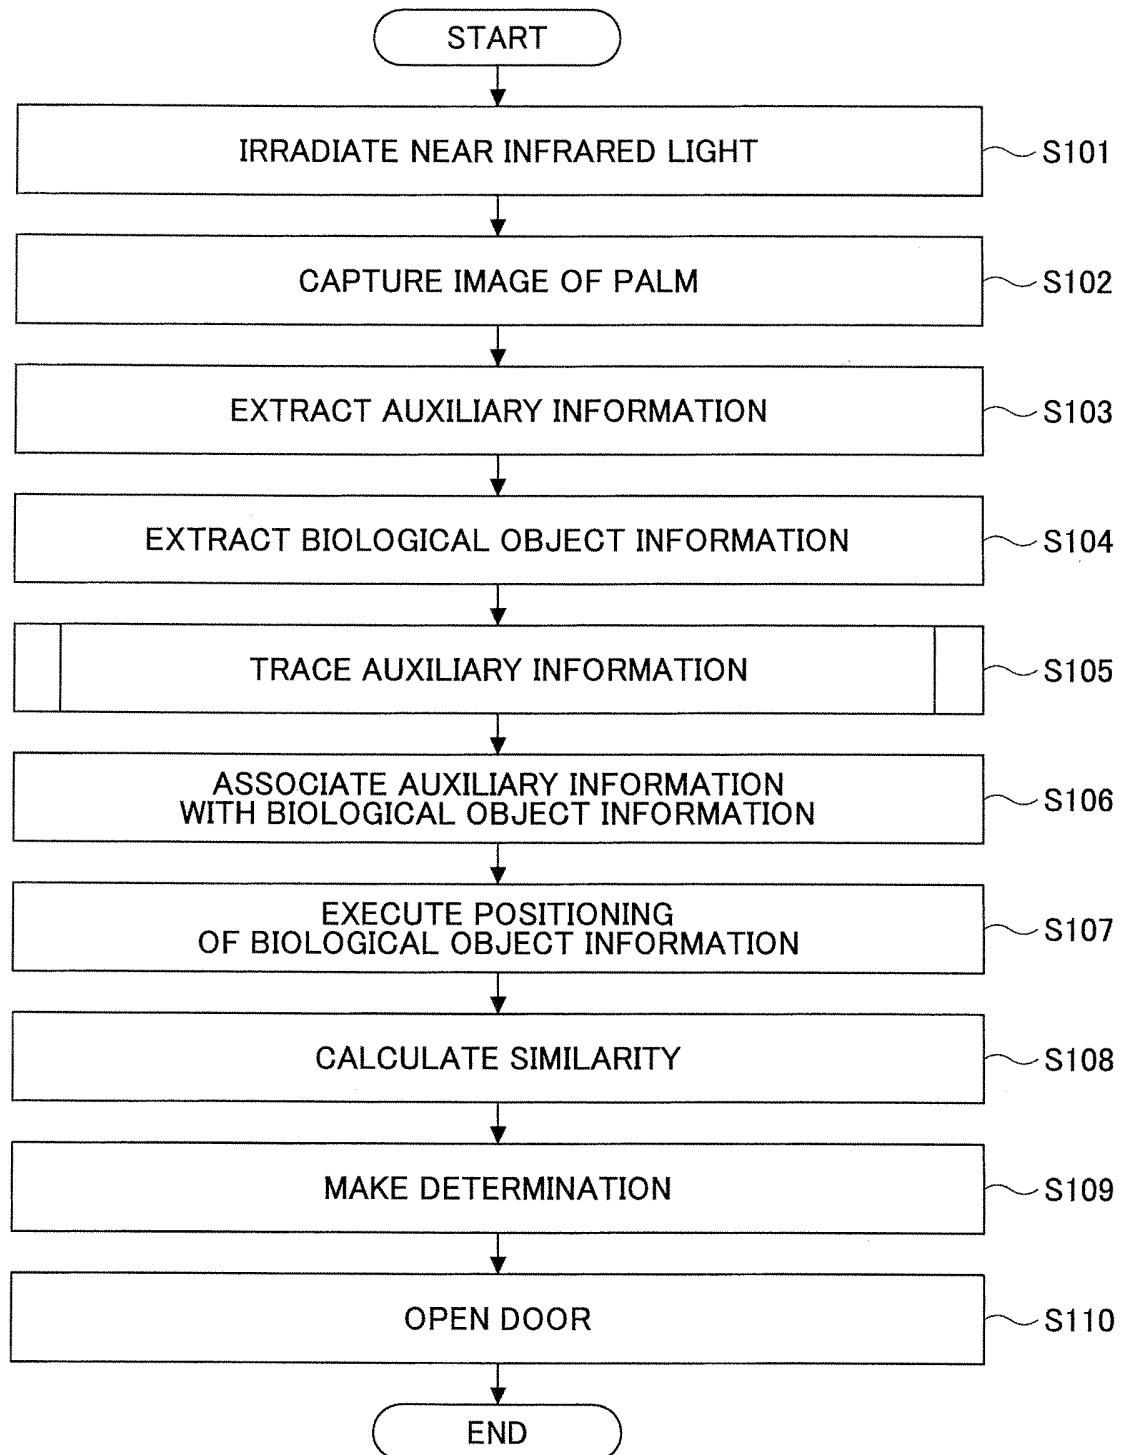 START
IRRADIATE NEAR INFRARED LIGHT
S101
CAPTURE IMAGE OF PALM
S102
EXTRACT AUXILIARY INFORMATION
S103
EXTRACT BIOLOGICAL OBJECT INFORMATION
S104
TRACE AUXILIARY INFORMATION
S105
ASSOCIATE AUXILIARY INFORMATION
WITH BIOLOGICAL OBJECT INFORMATION
S106
EXECUTE POSITIONING
OF BIOLOGICAL OBJECT INFORMATION
S107
CALCULATE SIMILARITY
S108
MAKE DETERMINATION
S109
OPEN DOOR
S110
END